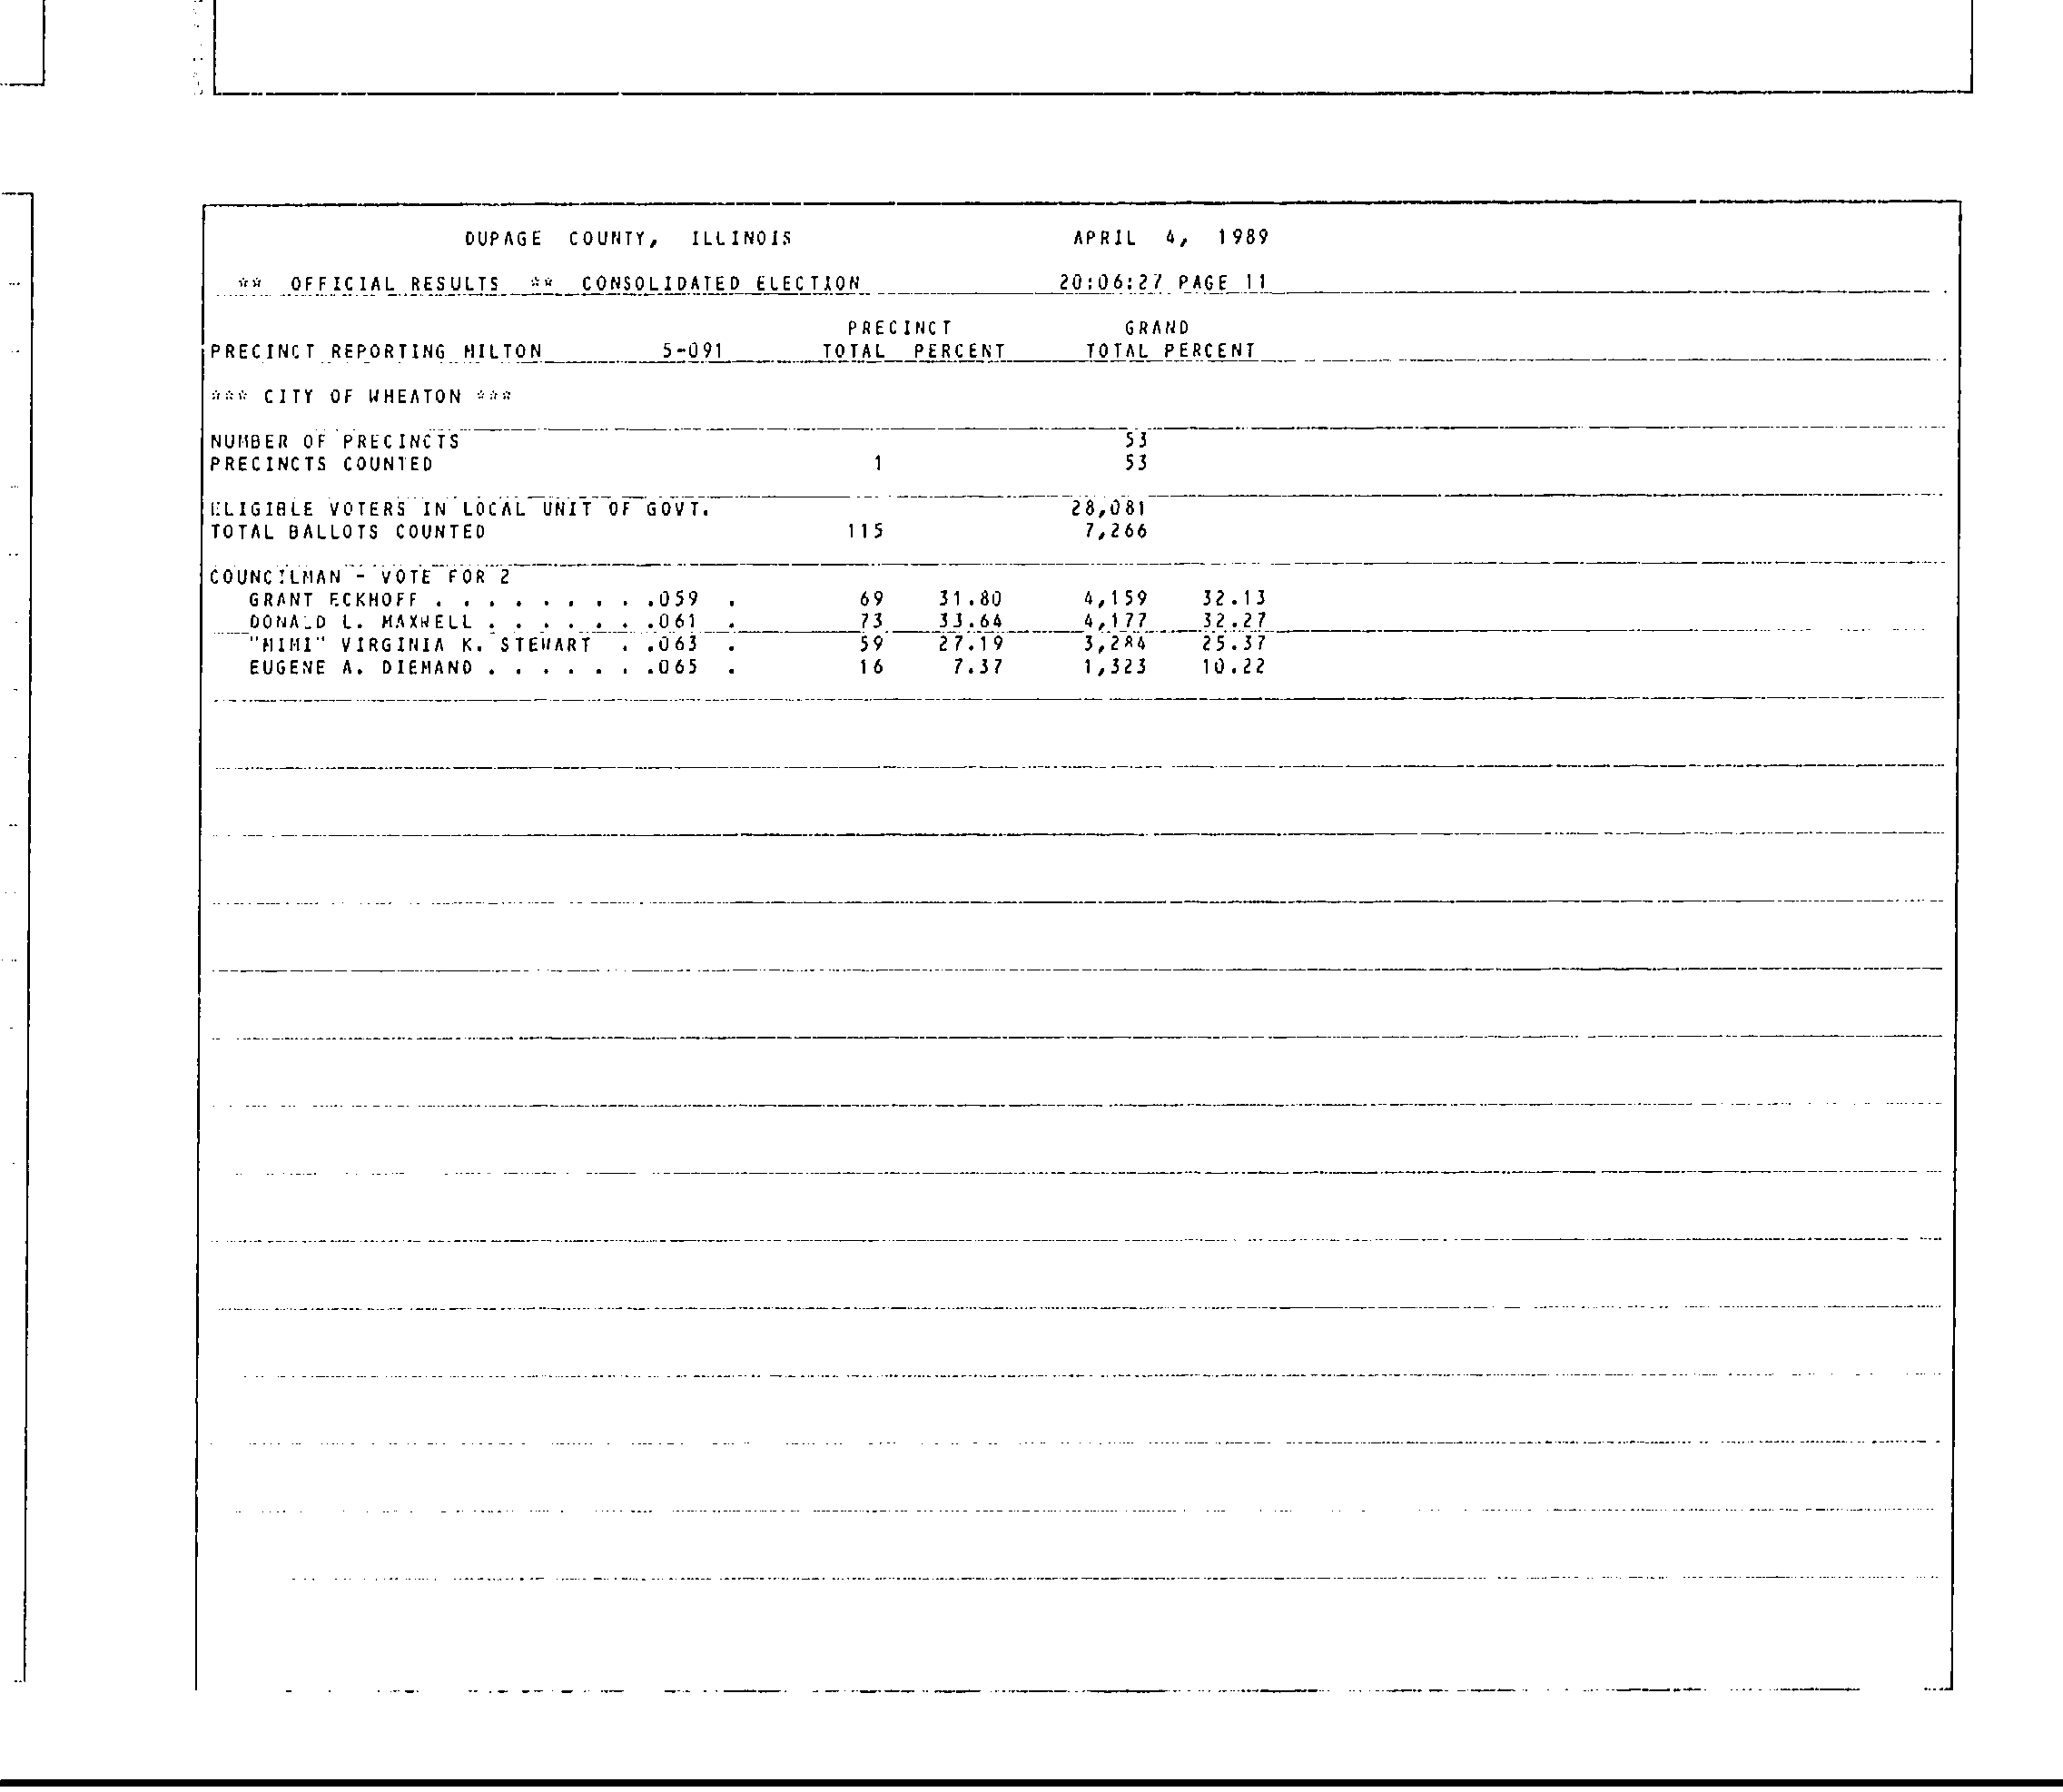 DUPAGE COUNTY, ILLINOIS APRIL 4, 1989
** OFFICIAL RESULTS ** CONSOLIDATED ELECTION 20:06:27 PAGE 11
PRECINCT GRAND
PRECINCT REPORTING MILTON 5-091 TOTAL PERCENT TOTAL PERCENT
*** CITY OF WHEATON ***
NUMBER OF PRECINCTS 53
PRECINCTS COUNTED 1 53
ELIGIBLE VOTERS IN LOCAL UNIT OF GOVT. 28,081
TOTAL BALLOTS COUNTED 115 7,266
COUNCILMAN - VOTE FOR 2
GRANT ECKHOFF . . . . . . . . .059 . 69 31.80 4,159 32.13
DONALD L. MAXWELL . . . . . . .061 . 73 33.64 4,177 32.27
"MIMI" VIRGINIA K. STEWART . .063 . 59 27.19 3,284 25.37
EUGENE A. DIEMAND . . . . . . .065 . 16 7.37 1,323 10.22